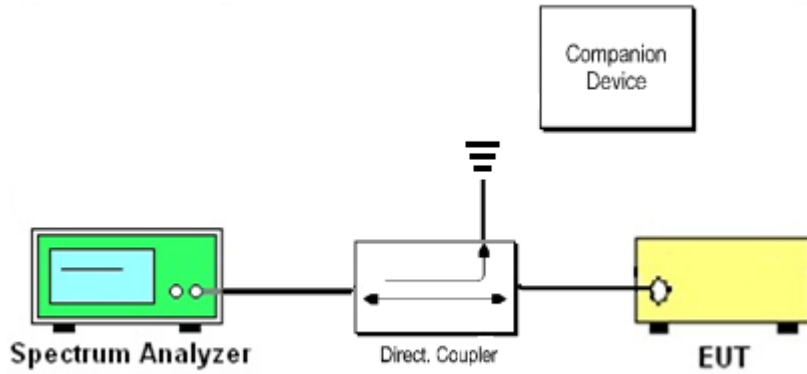 Companion
Device
Spectrum Analyzer
Direct. Coupler
EUT